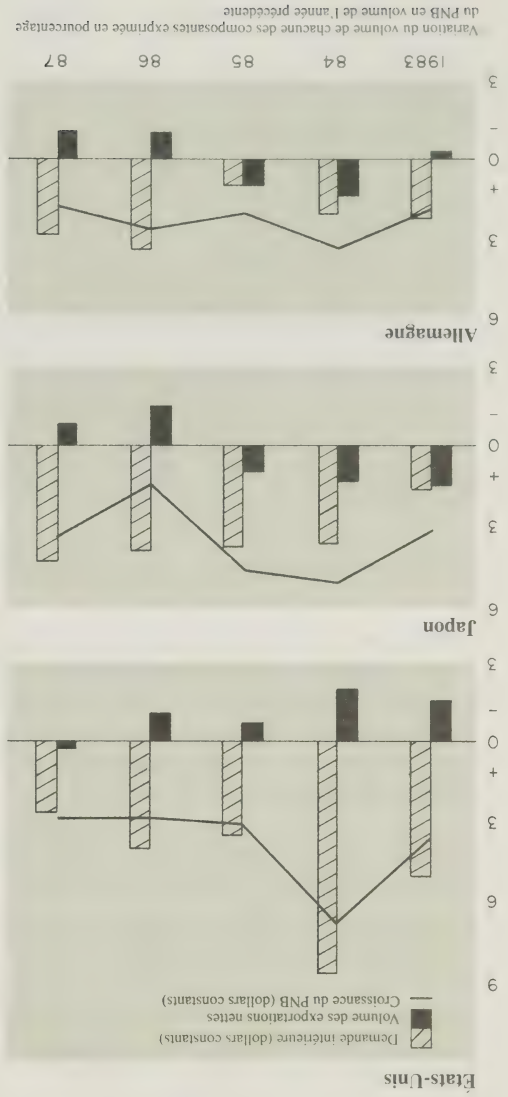 États-Unis
Demande intérieure (dollars constants)
Volume des exportations nettes
Croissance du PNB (dollars constants)
9
6
3
+
0
–
3
Japon
6
3
+
0
–
3
Allemagne
6
3
+
0
–
3
1983 84 85 86 87
Variation du volume de chacune des composantes exprimée en pourcentage
du PNB en volume de l'année précédente